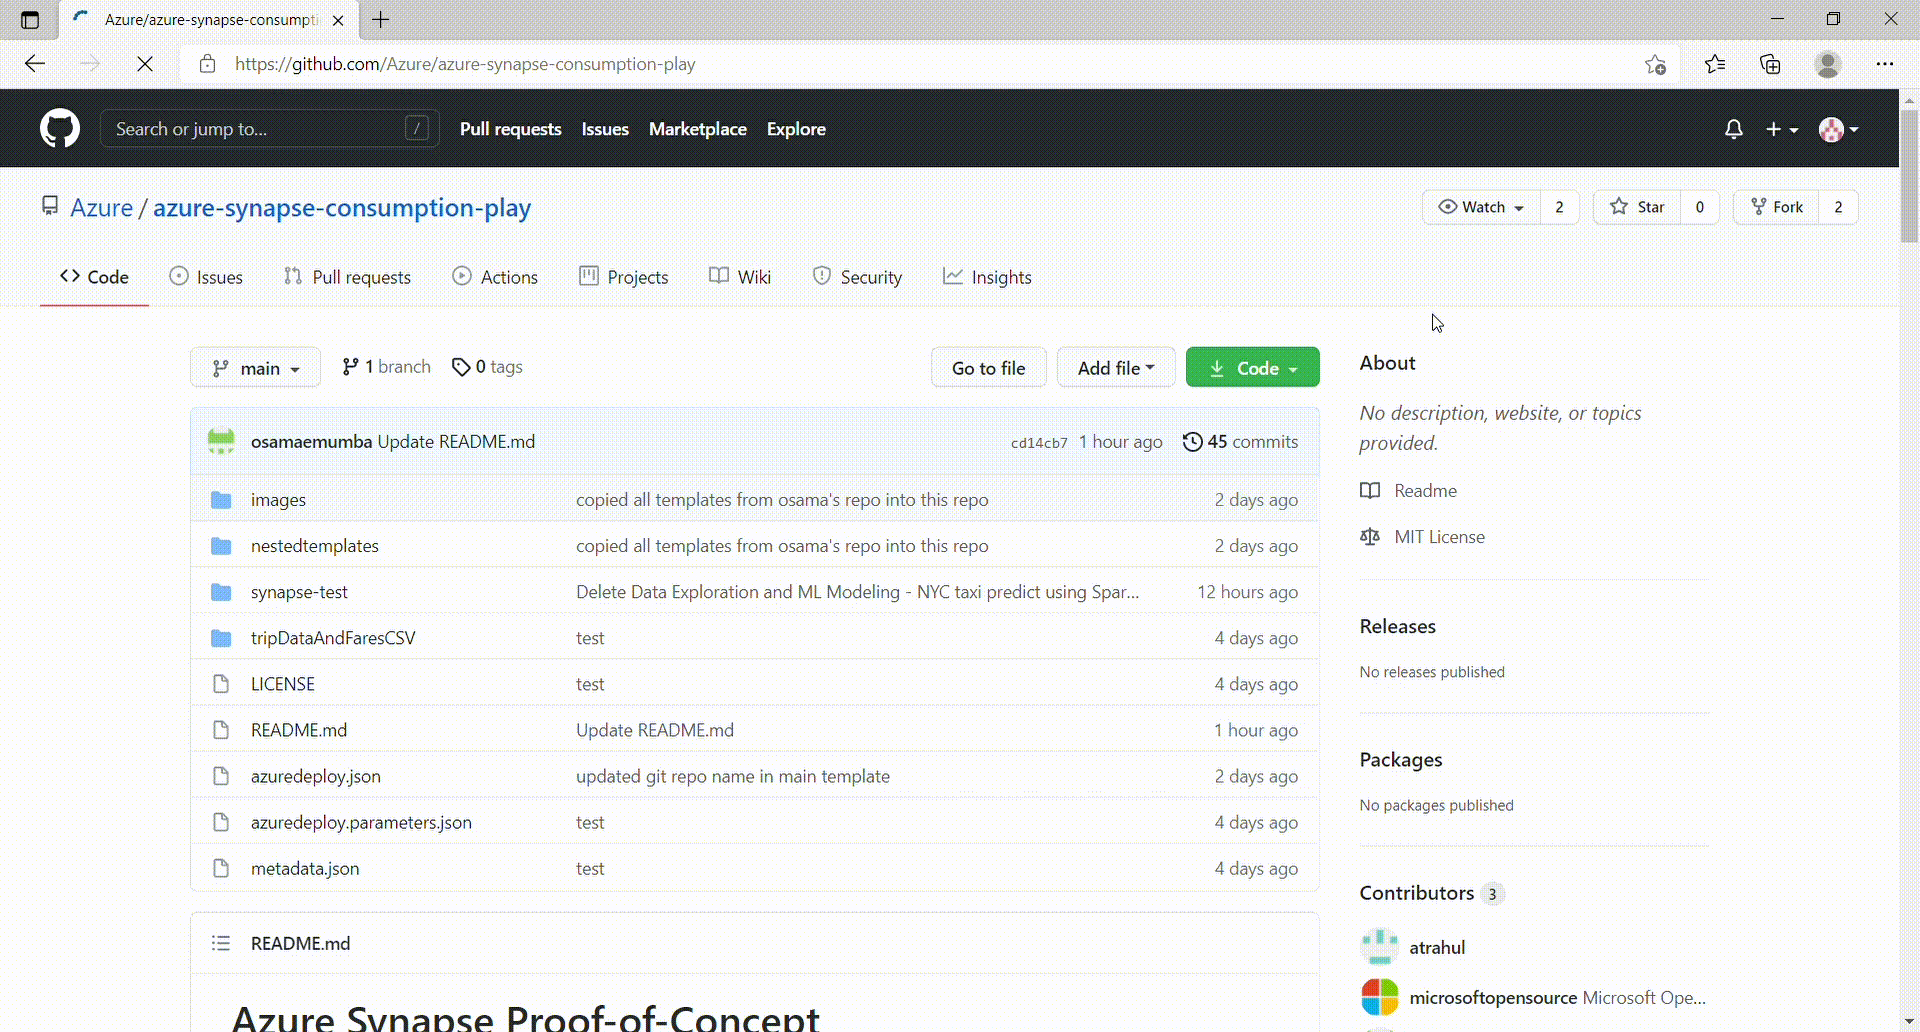 Azure/azure-synapse-consumpti
https://github.com/Azure/azure-synapse-consumption-play
Search or jump to... /
Pull requests Issues Marketplace Explore
Azure / azure-synapse-consumption-play
Watch 2 Star 0 Fork 2
Code Issues Pull requests Actions Projects Wiki Security Insights
main 1 branch 0 tags Go to file Add file Code
osamaemumba Update README.md cd14cb7 1 hour ago 45 commits
images copied all templates from osama's repo into this repo 2 days ago
nestedtemplates copied all templates from osama's repo into this repo 2 days ago
synapse-test Delete Data Exploration and ML Modeling - NYC taxi predict using Spar... 12 hours ago
tripDataAndFaresCSV test 4 days ago
LICENSE test 4 days ago
README.md Update README.md 1 hour ago
azuredeploy.json updated git repo name in main template 2 days ago
azuredeploy.parameters.json test 4 days ago
metadata.json test 4 days ago
README.md
Azure Synapse Proof-of-Concept
About
No description, website, or topics
provided.
Readme
MIT License
Releases
No releases published
Packages
No packages published
Contributors 3
atrahul
microsoftopensource Microsoft Ope...